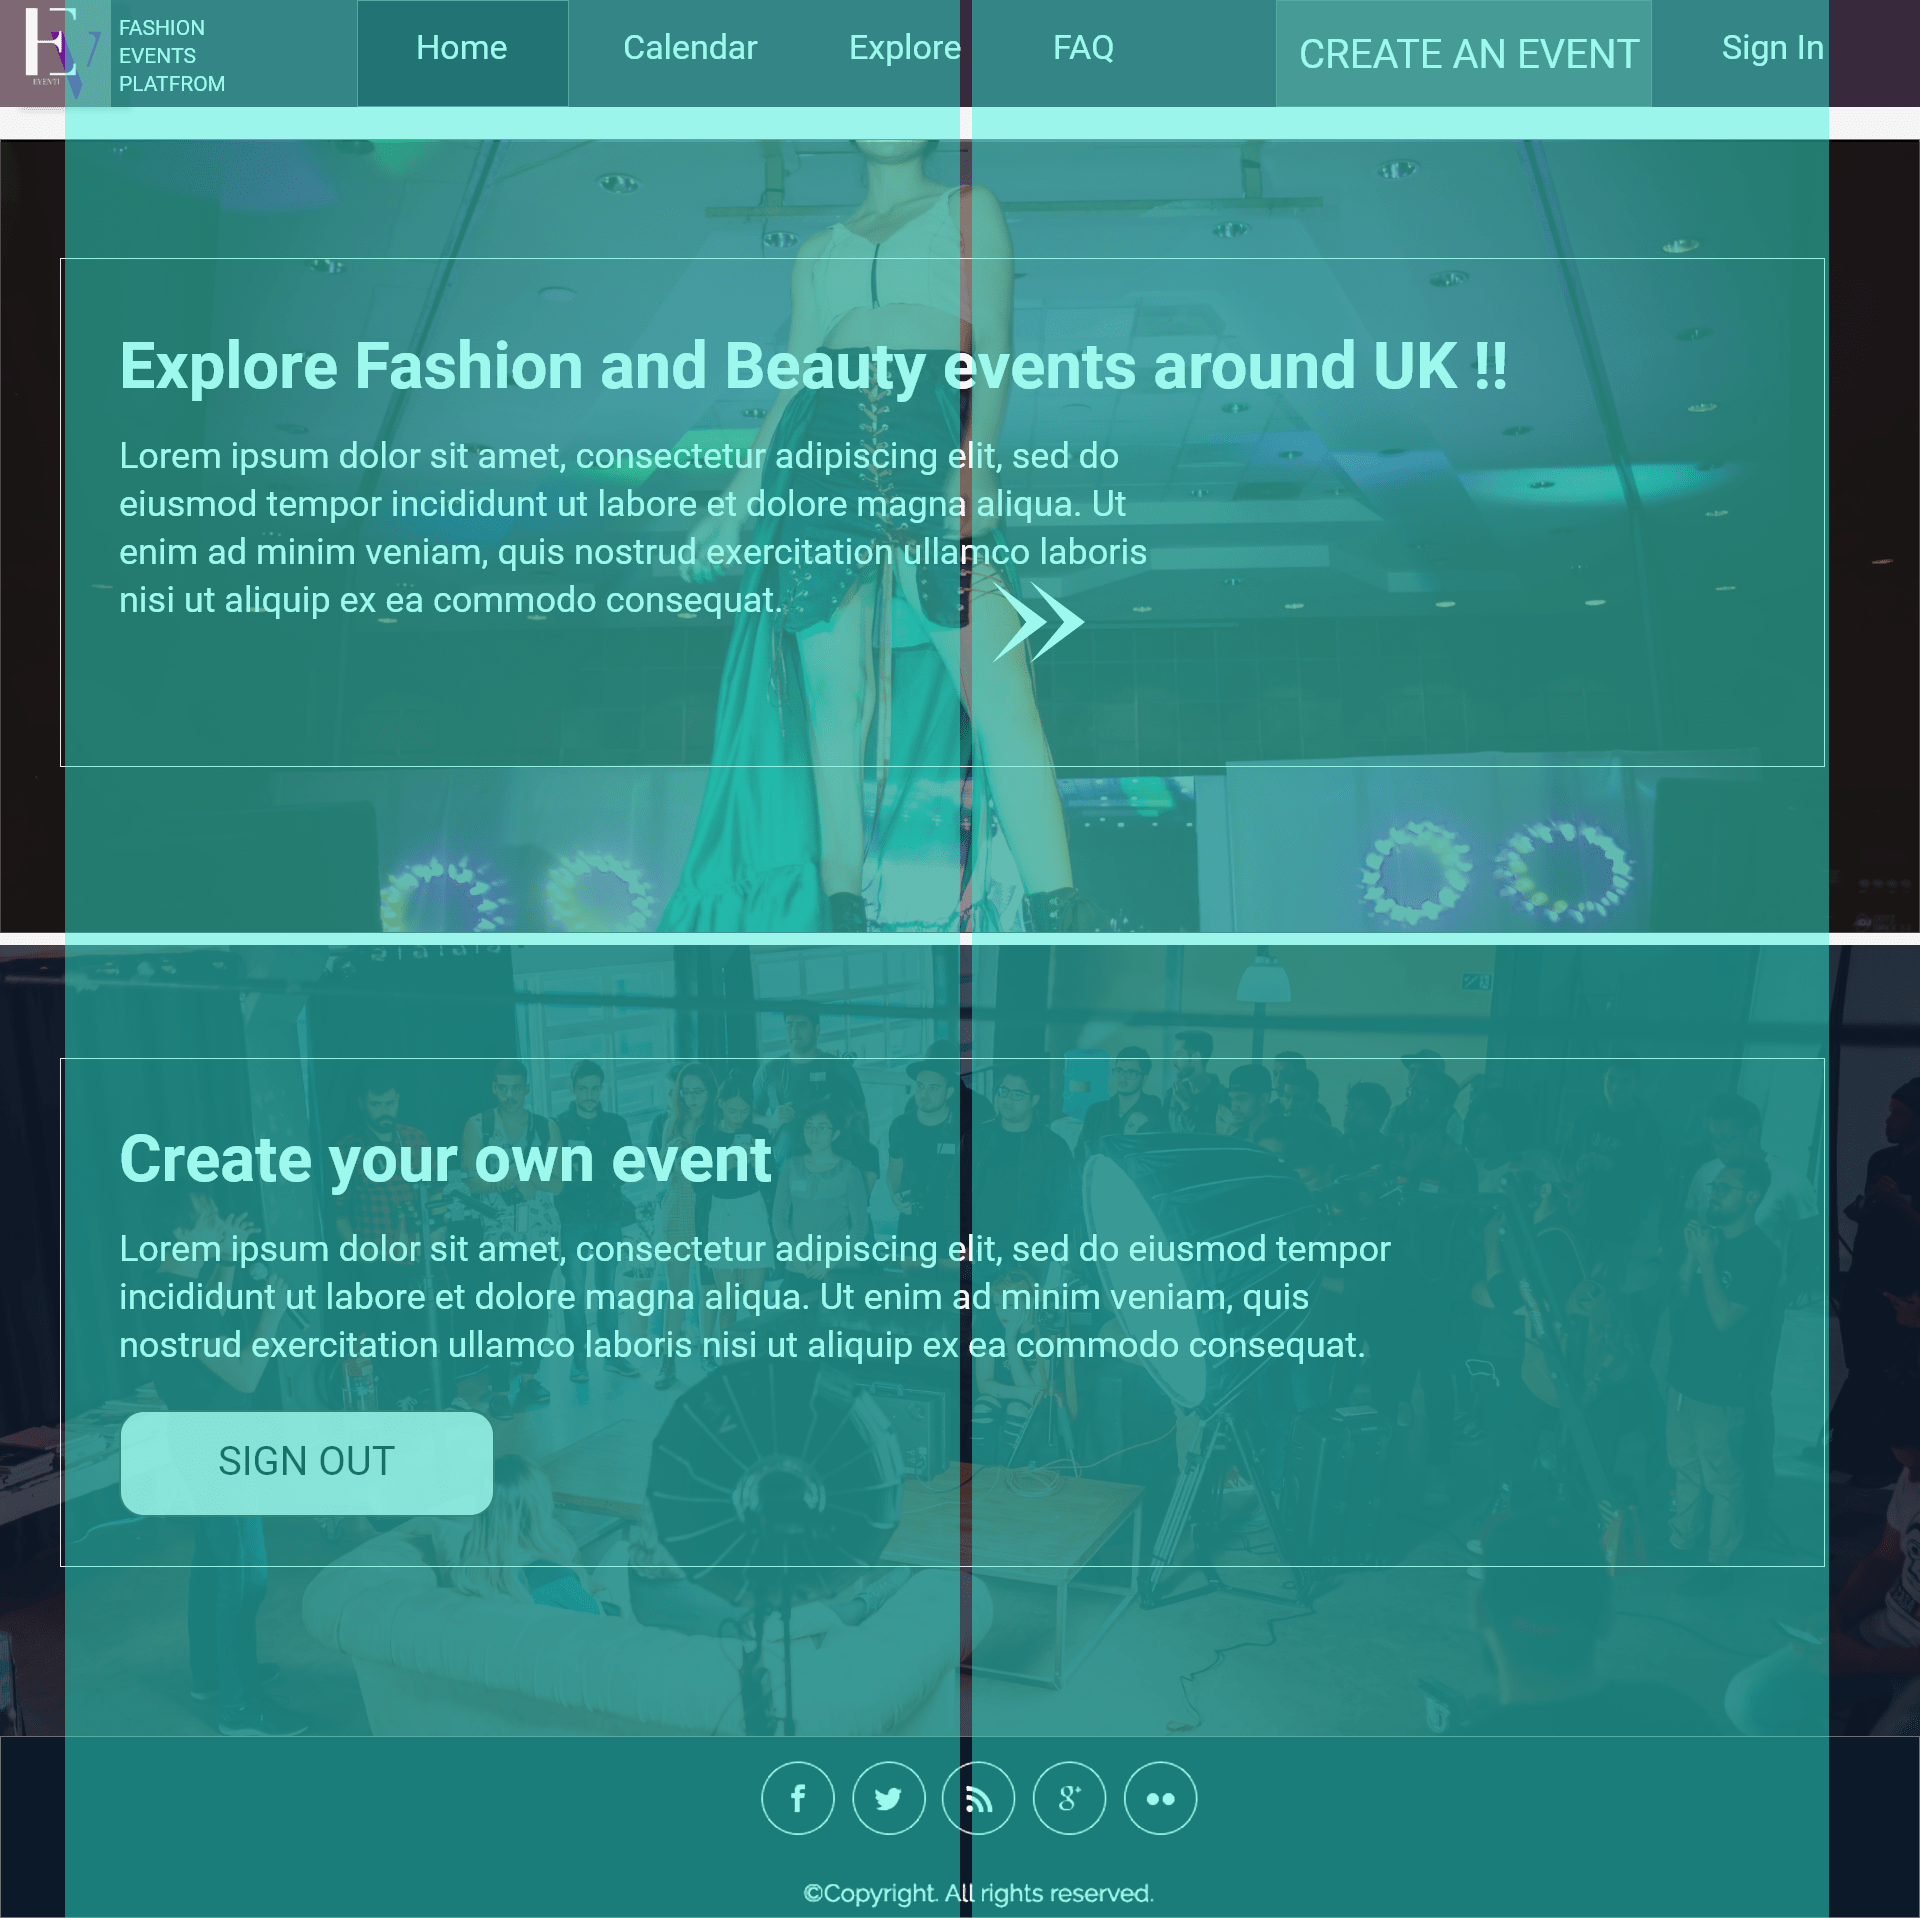 EV
EVENTI
FASHION
EVENTS
PLATFROM
Home
Calendar
Explore
FAQ
CREATE AN EVENT
Sign In
Explore Fashion and Beauty events around UK !!
Lorem ipsum dolor sit amet, consectetur adipiscing elit, sed do
eiusmod tempor incididunt ut labore et dolore magna aliqua. Ut
enim ad minim veniam, quis nostrud exercitation ullamco laboris
nisi ut aliquip ex ea commodo consequat.
Create your own event
Lorem ipsum dolor sit amet, consectetur adipiscing elit, sed do eiusmod tempor
incididunt ut labore et dolore magna aliqua. Ut enim ad minim veniam, quis
nostrud exercitation ullamco laboris nisi ut aliquip ex ea commodo consequat.
SIGN OUT
©Copyright. All rights reserved.